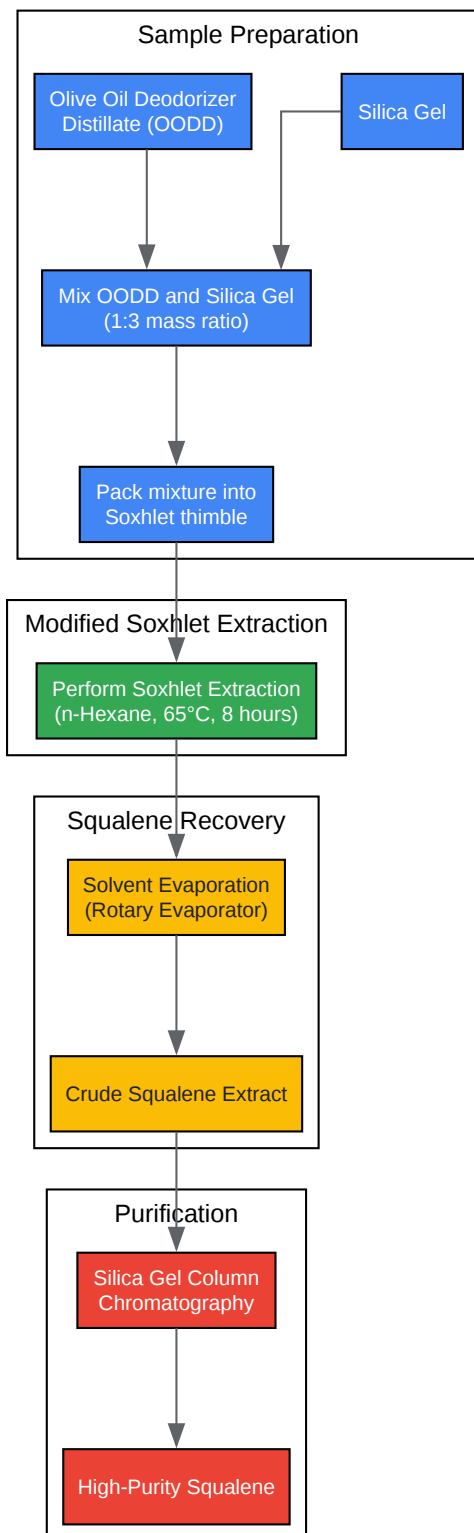 Sample Preparation
Olive Oil Deodorizer
Distillate (OODD)
Silica Gel
Mix OODD and Silica Gel
(1:3 mass ratio)
Pack mixture into
Soxhlet thimble
Modified Soxhlet Extraction
Perform Soxhlet Extraction
(n-Hexane, 65°C, 8 hours)
Squalene Recovery
Solvent Evaporation
(Rotary Evaporator)
Crude Squalene Extract
Purification
Silica Gel Column
Chromatography
High-Purity Squalene